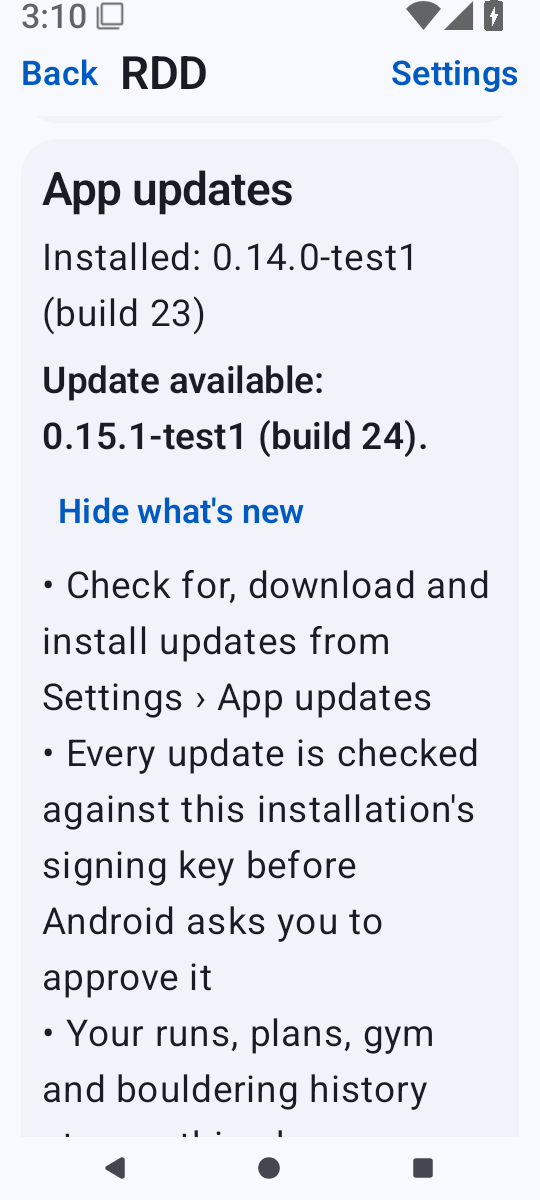 3:10
Back RDD Settings
App updates
Installed: 0.14.0-test1
(build 23)
Update available:
0.15.1-test1 (build 24).
Hide what's new
• Check for, download and
install updates from
Settings › App updates
• Every update is checked
against this installation's
signing key before
Android asks you to
approve it
• Your runs, plans, gym
and bouldering history